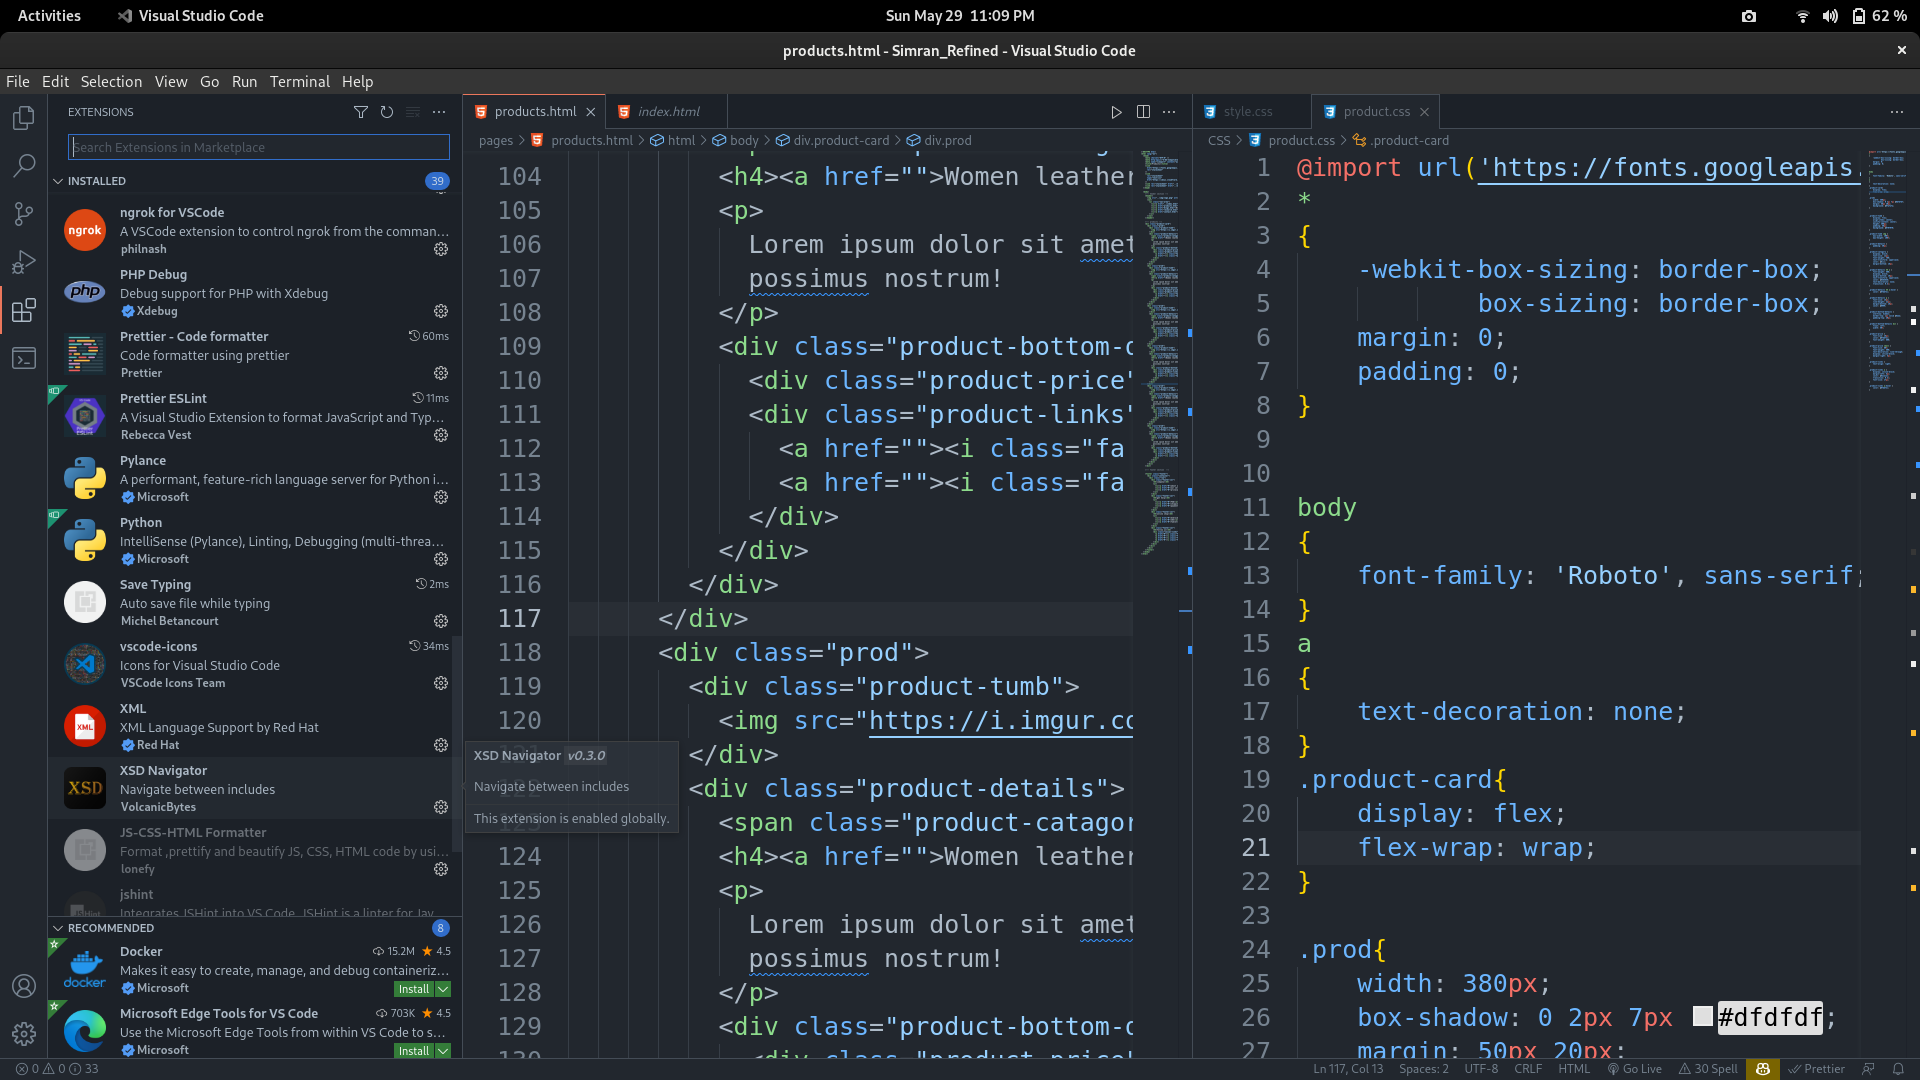 Activities
Visual Studio Code
Sun May 29 11:09 PM
62 %
products.html - Simran_Refined - Visual Studio Code
File Edit Selection View Go Run Terminal Help
EXTENSIONS
Search Extensions in Marketplace
INSTALLED
39
ngrok
ngrok for VSCode
A VSCode extension to control ngrok from the comman...
philnash
php
PHP Debug
Debug support for PHP with Xdebug
Xdebug
Prettier - Code formatter
60ms
Code formatter using prettier
Prettier
Prettier ESLint
11ms
A Visual Studio Extension to format JavaScript and Typ...
Rebecca Vest
Pylance
A performant, feature-rich language server for Python i...
Microsoft
Python
IntelliSense (Pylance), Linting, Debugging (multi-threa...
Microsoft
Save Typing
2ms
Auto save file while typing
Michel Betancourt
vscode-icons
34ms
Icons for Visual Studio Code
VSCode Icons Team
XML
XML
XML Language Support by Red Hat
Red Hat
XSD
XSD Navigator
Navigate between includes
VolcanicBytes
JS-CSS-HTML Formatter
Format ,prettify and beautify JS, CSS, HTML code by usi...
lonefy
jshint
Integrates JSHint into VS Code. JSHint is a linter for Jav...
RECOMMENDED
8
docker
Docker
15.2M
4.5
Makes it easy to create, manage, and debug containeriz...
Microsoft
Install
Microsoft Edge Tools for VS Code
703K
4.5
Use the Microsoft Edge Tools from within VS Code to s...
Microsoft
Install
products.html
index.html
pages > products.html > html > body > div.product-card > div.prod
104 <h4><a href="">Women leather
105 <p>
106 Lorem ipsum dolor sit amet
107 possimus nostrum!
108 </p>
109 <div class="product-bottom-d
110 <div class="product-price"
111 <div class="product-links"
112 <a href=""><i class="fa
113 <a href=""><i class="fa
114 </div>
115 </div>
116 </div>
117 </div>
118 <div class="prod">
119 <div class="product-tumb">
120 <img src="https://i.imgur.co
</div>
<div class="product-details">
<span class="product-catagor
124 <h4><a href="">Women leather
125 <p>
126 Lorem ipsum dolor sit amet
127 possimus nostrum!
128 </p>
129 <div class="product-bottom-d
130 <div class="product-price"
XSD Navigator v0.3.0
Navigate between includes
This extension is enabled globally.
style.css
product.css
CSS > product.css > .product-card
1 @import url('https://fonts.googleapis.
2 *
3 {
4 -webkit-box-sizing: border-box;
5 box-sizing: border-box;
6 margin: 0;
7 padding: 0;
8 }
9
10
11 body
12 {
13 font-family: 'Roboto', sans-serif;
14 }
15 a
16 {
17 text-decoration: none;
18 }
19 .product-card{
20 display: flex;
21 flex-wrap: wrap;
22 }
23
24 .prod{
25 width: 380px;
26 box-shadow: 0 2px 7px #dfdfdf;
27 margin: 50px 20px;
0 0 33
Ln 117, Col 13 Spaces: 2 UTF-8 CRLF HTML Go Live 30 Spell Prettier